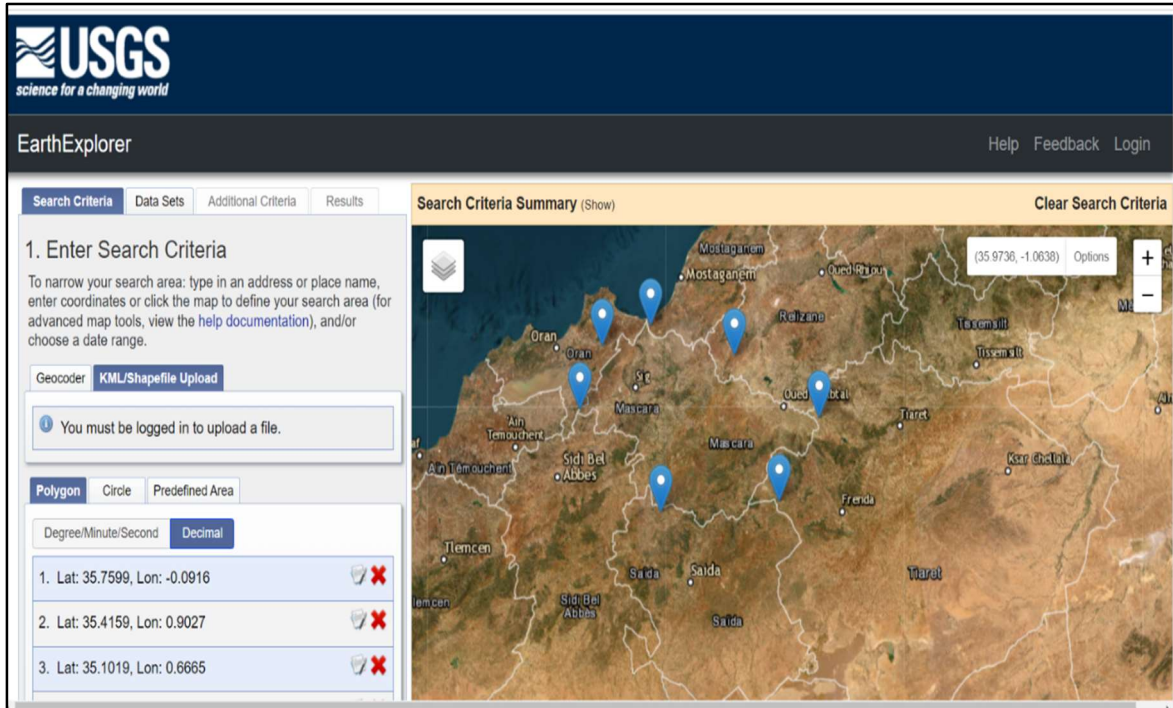 USGS
science for a changing world
EarthExplorer
Help Feedback Login
Search Criteria Data Sets Additional Criteria Results
1. Enter Search Criteria
To narrow your search area: type in an address or place name,
enter coordinates or click the map to define your search area (for
advanced map tools, view the help documentation), and/or
choose a date range.
Geocoder KML/Shapefile Upload
You must be logged in to upload a file.
Polygon Circle Predefined Area
Degree/Minute/Second Decimal
1. Lat: 35.7599, Lon: -0.0916
2. Lat: 35.4159, Lon: 0.9027
3. Lat: 35.1019, Lon: 0.6665
Search Criteria Summary (Show)
Clear Search Criteria
(35.9736, -1.0638) Options
+
−
Mostaganem
Mostaganem
Oued Rhiou
Relizane
Tissemsilt
Tissemsilt
Oran
Oran
Sig
Mascara
Oued
Tiaret
Aïn
Temouchent
Aïn Témouchent
Sidi Bel
Abbes
Mascara
Ksar Chellala
Frenda
Tlemcen
Saida
Saida
Tiaret
Sidi Bel
Abbes
Saida